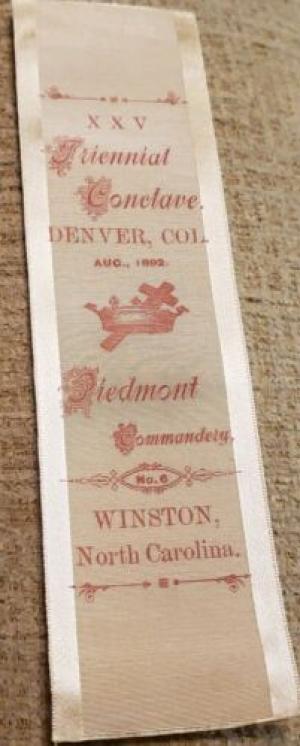 XXV
Triennial
Conclave.
DENVER, COL.
AUG., 1892.
Piedmont
Commandery,
No. 6
WINSTON,
North Carolina.